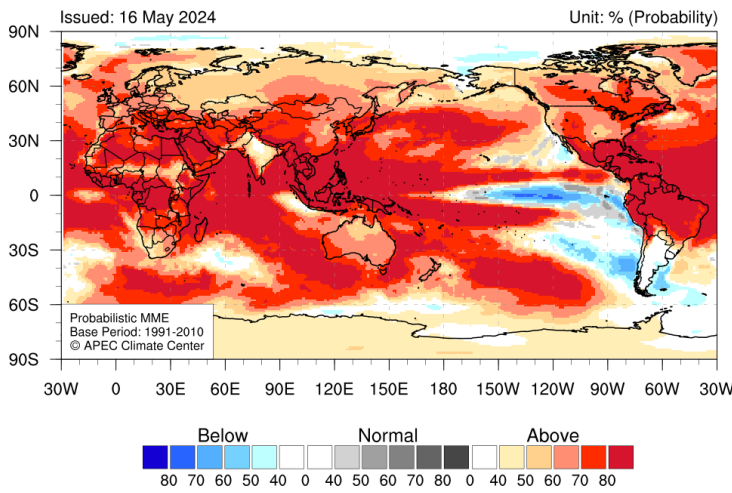 Issued: 16 May 2024 Unit: % (Probability)
90N
60N
30N
0
30S
60S
90S
Probabilistic MME
Base Period: 1991-2010
© APEC Climate Center
30W 0 30E 60E 90E 120E 150E 180 150W 120W 90W 60W 30W
Below Normal Above
80 70 60 50 40 0 40 50 60 70 80 0 40 50 60 70 80